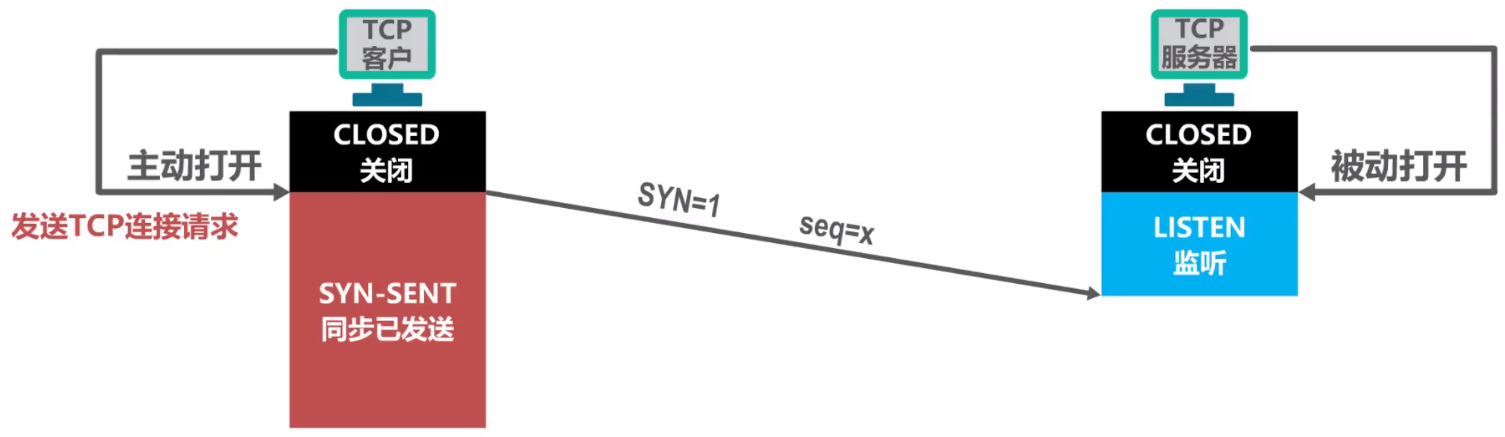 TCP
客户
TCP
服务器
CLOSED
关闭
CLOSED
关闭
主动打开
被动打开
发送TCP连接请求
SYN=1
seq=x
LISTEN
监听
SYN-SENT
同步已发送